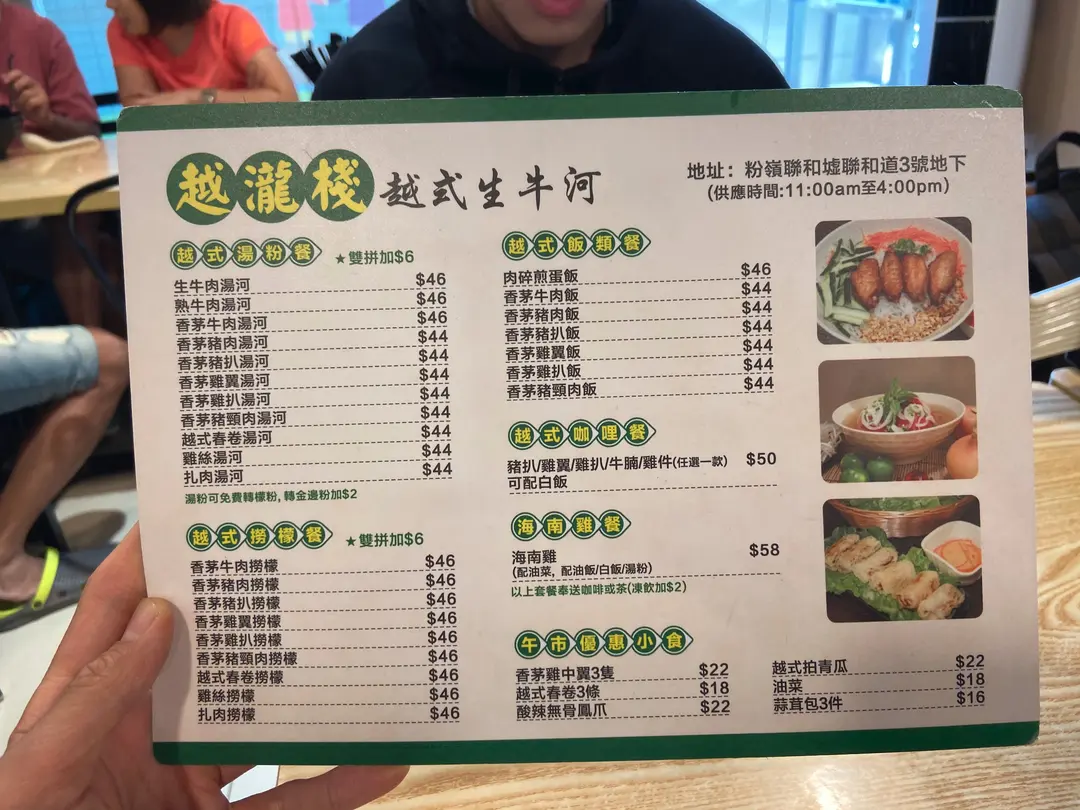 越瀧棧 越式生牛河
地址：粉嶺聯和墟聯和道3號地下
(供應時間:11:00am至4:00pm)
越式湯粉餐 ★雙拼加$6
生牛肉湯河 $46
熟牛肉湯河 $46
香茅牛肉湯河 $46
香茅豬肉湯河 $44
香茅豬扒湯河 $44
香茅雞翼湯河 $44
香茅雞扒湯河 $44
香茅豬頸肉湯河 $44
越式春卷湯河 $44
雞絲湯河 $44
扎肉湯河 $44
湯粉可免費轉檬粉, 轉金邊粉加$2
越式撈檬餐 ★雙拼加$6
香茅牛肉撈檬 $46
香茅豬肉撈檬 $46
香茅豬扒撈檬 $46
香茅雞翼撈檬 $46
香茅雞扒撈檬 $46
香茅豬頸肉撈檬 $46
越式春卷撈檬 $46
雞絲撈檬 $46
扎肉撈檬 $46
越式飯類餐
肉碎煎蛋飯 $46
香茅牛肉飯 $44
香茅豬肉飯 $44
香茅豬扒飯 $44
香茅雞翼飯 $44
香茅雞扒飯 $44
香茅豬頸肉飯 $44
越式咖哩餐
豬扒/雞翼/雞扒/牛腩/雞件(任選一款) $50
可配白飯
海南雞餐
海南雞 $58
(配油菜, 配油飯/白飯/湯粉)
以上套餐奉送咖啡或茶(凍飲加$2)
午市優惠小食
香茅雞中翼3隻 $22
越式春卷3條 $18
酸辣無骨鳳爪 $22
越式拍青瓜 $22
油菜 $18
蒜茸包3件 $16